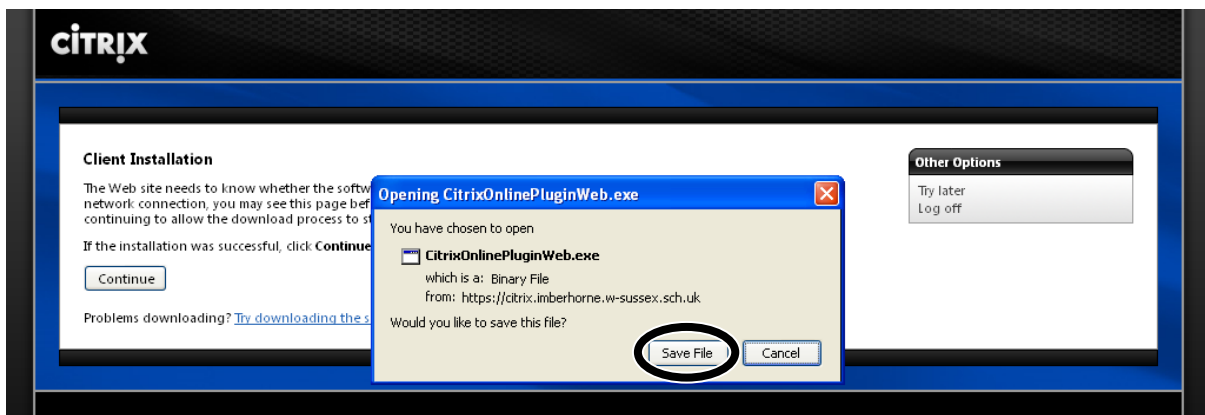 CITRIX
Client Installation
The Web site needs to know whether the softw
network connection, you may see this page bef
continuing to allow the download process to st
If the installation was successful, click Continue
Continue
Problems downloading? Try downloading the s
Opening CitrixOnlinePluginWeb.exe
You have chosen to open
CitrixOnlinePluginWeb.exe
which is a: Binary File
from: https://citrix.imberhorne.w-sussex.sch.uk
Would you like to save this file?
Save File
Cancel
Other Options
Try later
Log off